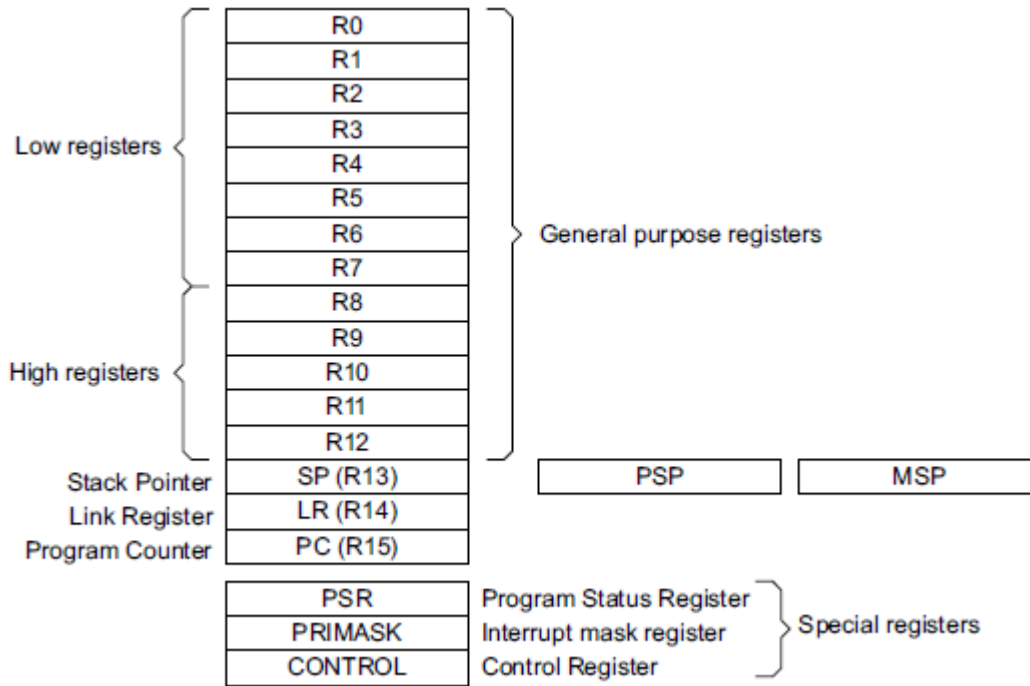 R0
R1
R2
R3
Low registers
R4
R5
R6
General purpose registers
R7
R8
R9
High registers
R10
R11
R12
Stack Pointer SP (R13) PSP MSP
Link Register LR (R14)
Program Counter PC (R15)
PSR Program Status Register
PRIMASK Interrupt mask register Special registers
CONTROL Control Register